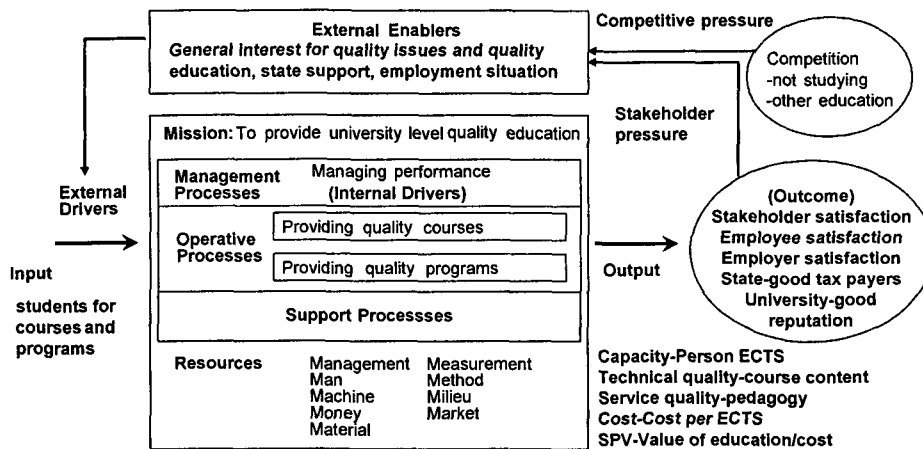 External Enablers
General interest for quality issues and quality
education, state support, employment situation
Competitive pressure
Competition
-not studying
-other education
Stakeholder
pressure
External
Drivers
Input
students for
courses and
programs
Mission: To provide university level quality education
Management
Processes
Managing performance
(Internal Drivers)
Operative
Processes
Providing quality courses
Providing quality programs
Support Processses
Resources
Management
Man
Machine
Money
Material
Measurement
Method
Milieu
Market
Output
(Outcome)
Stakeholder satisfaction
Employee satisfaction
Employer satisfaction
State-good tax payers
University-good
reputation
Capacity-Person ECTS
Technical quality-course content
Service quality-pedagogy
Cost-Cost per ECTS
SPV-Value of education/cost